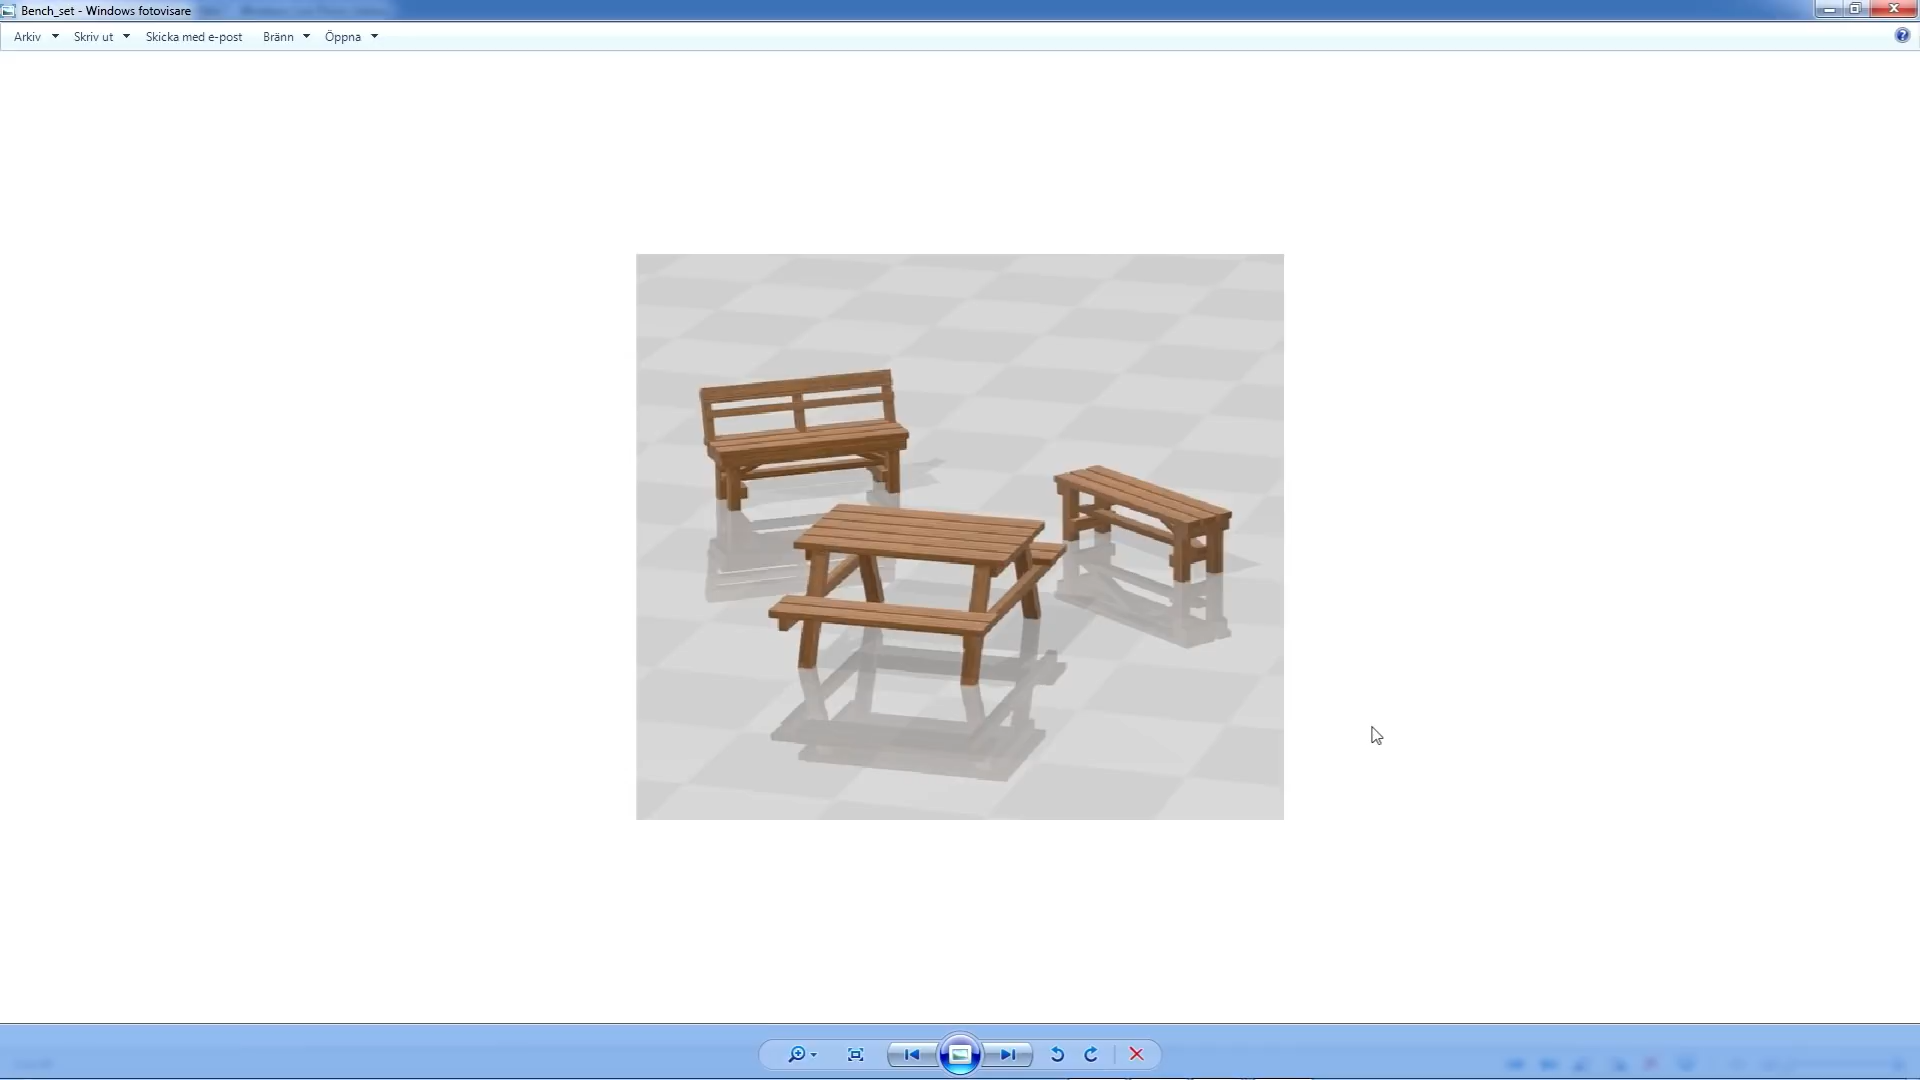 Bench_set - Windows fotovisare
Arkiv Skriv ut Skicka med e-post Bränn Öppna